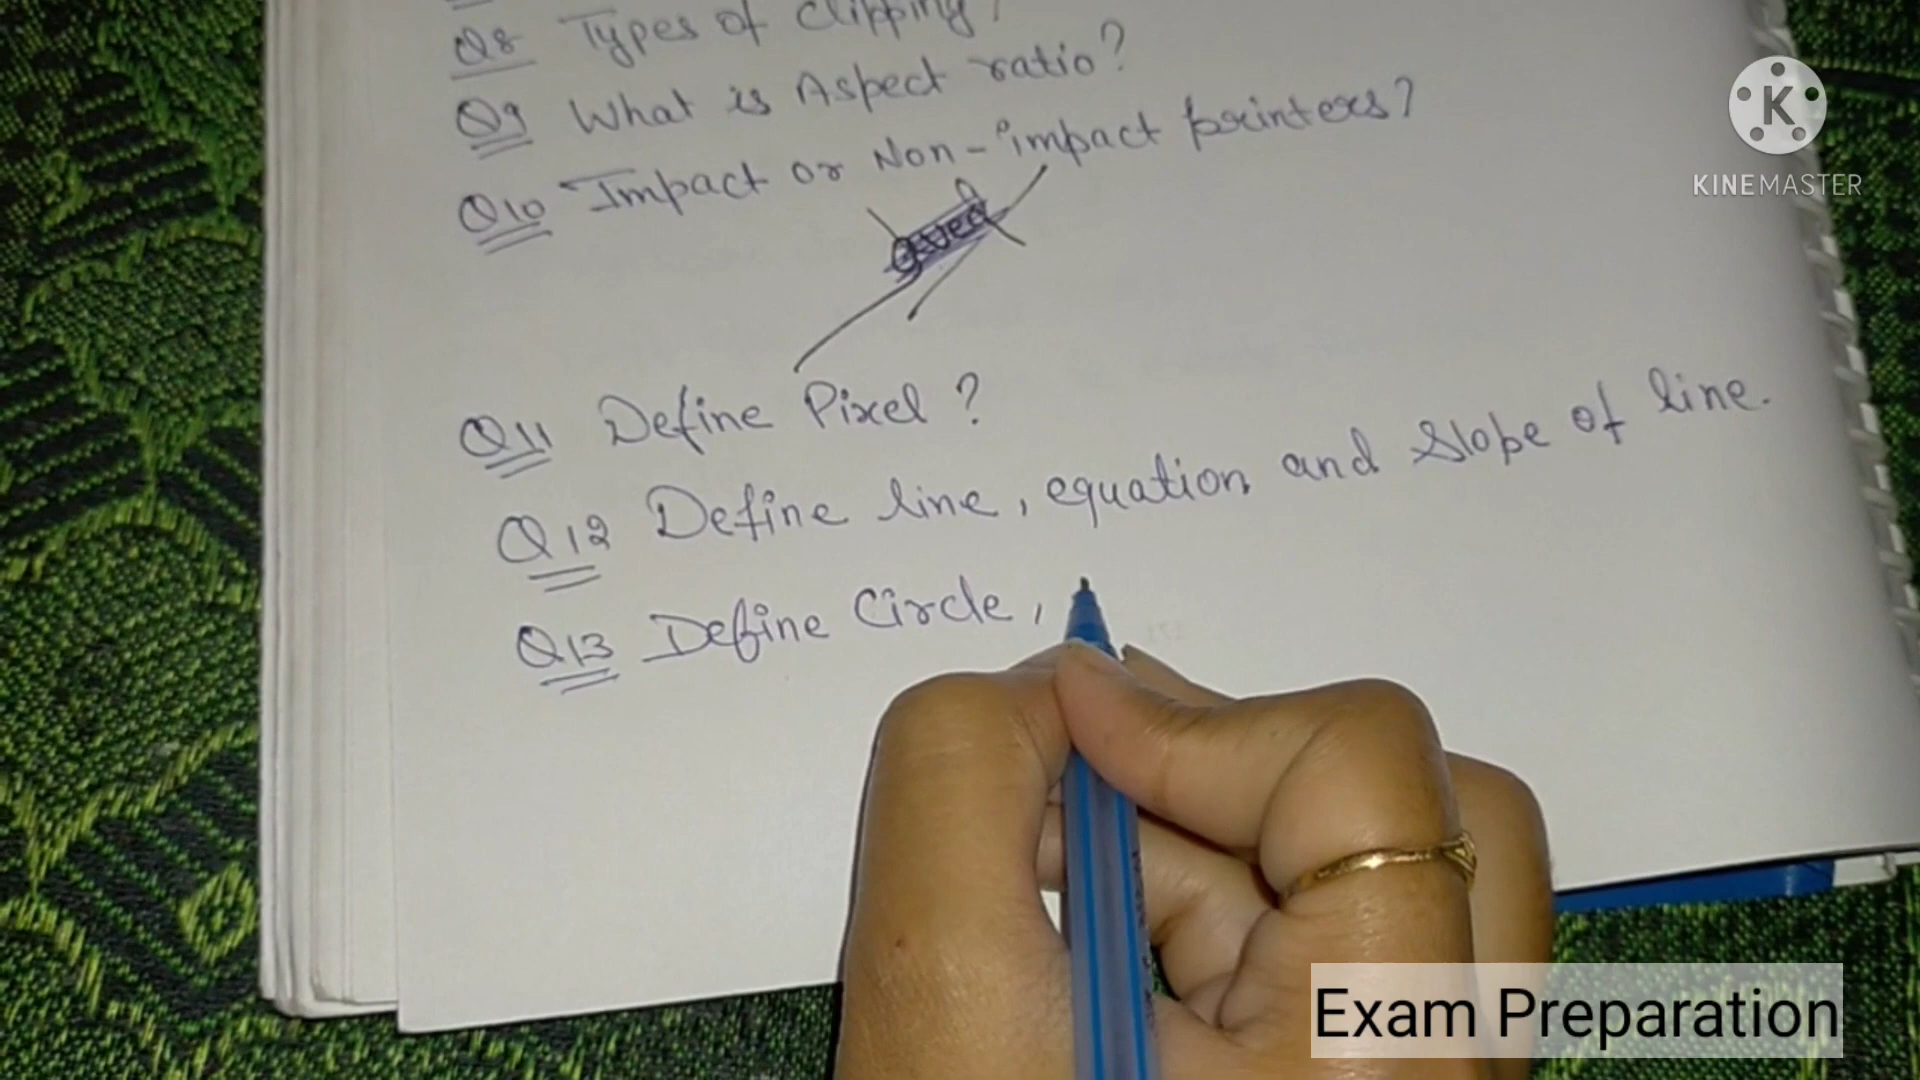 Q8 Types of Clipping?
Q9 What is Aspect ratio?
Q10 Impact or Non-impact printers?
Q11 Define Pixel?
Q12 Define line, equation and Slope of line.
Q13 Define Circle,
K
KINEMASTER
Exam Preparation